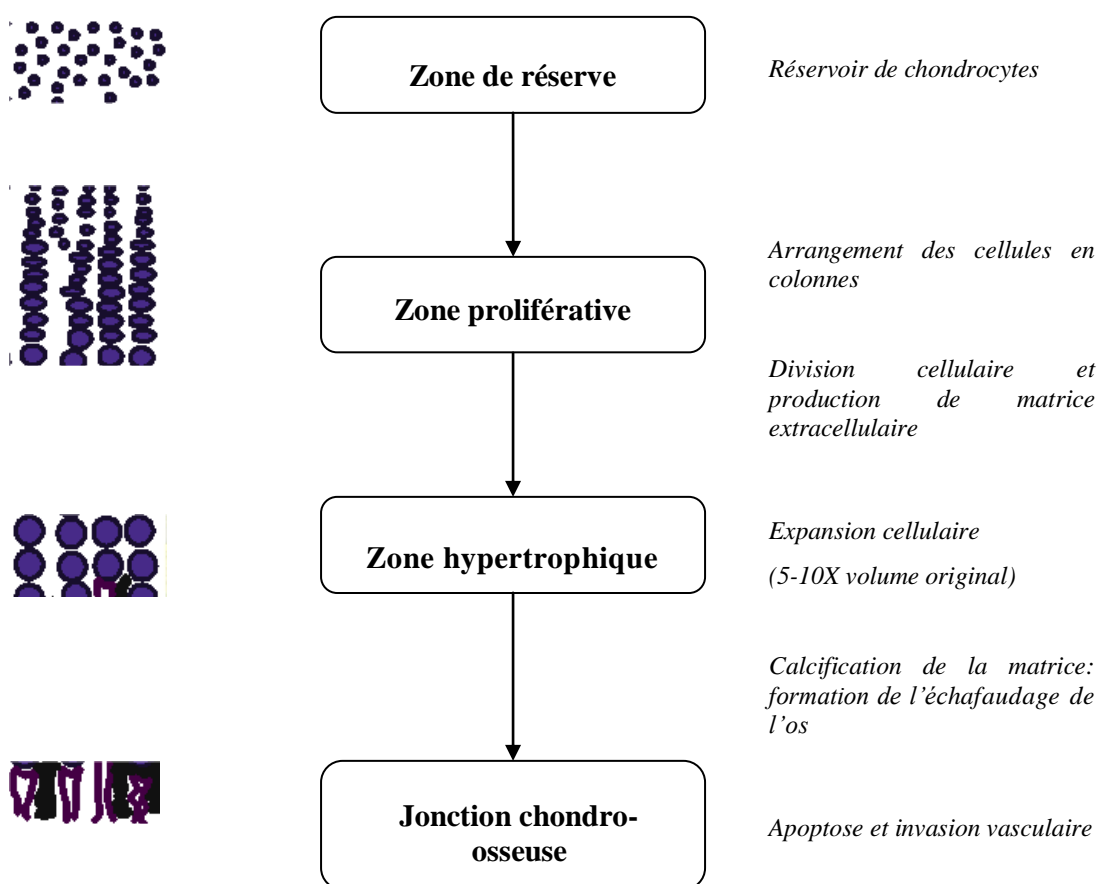 Zone de réserve
Réservoir de chondrocytes
Arrangement des cellules en
colonnes
Zone proliférative
Division cellulaire et
production de matrice
extracellulaire
Zone hypertrophique
Expansion cellulaire
(5-10X volume original)
Calcification de la matrice:
formation de l’échafaudage de
l’os
Jonction chondro-
osseuse
Apoptose et invasion vasculaire